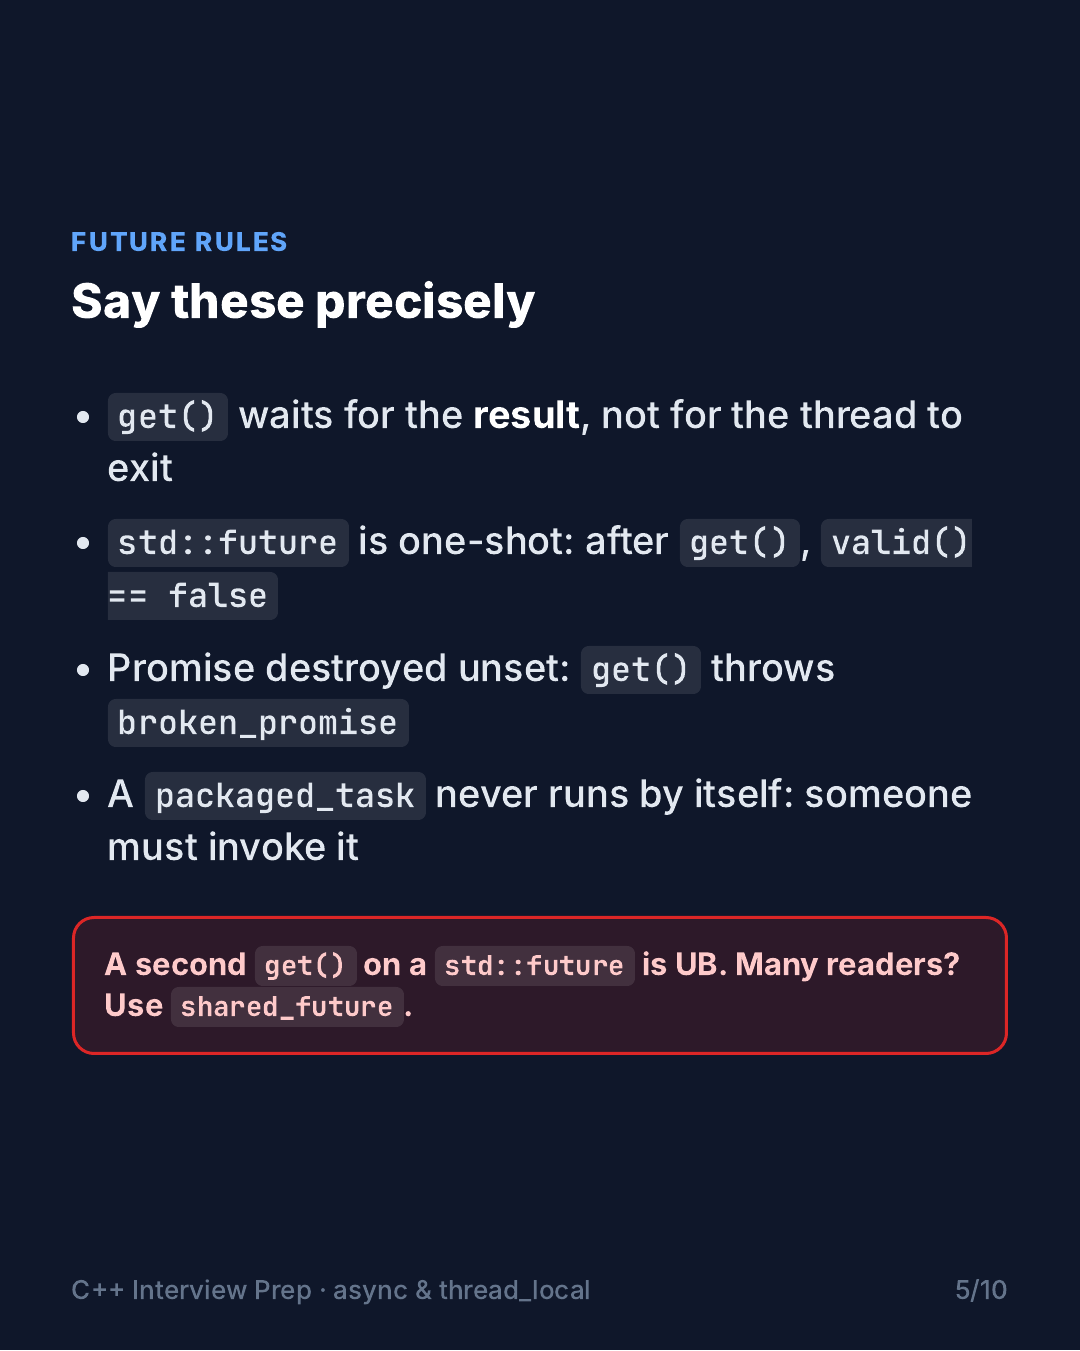 FUTURE RULES
Say these precisely
• get() waits for the result, not for the thread to
exit
• std::future is one-shot: after get(), valid()
== false
• Promise destroyed unset: get() throws
broken_promise
• A packaged_task never runs by itself: someone
must invoke it
A second get() on a std::future is UB. Many readers?
Use shared_future.
C++ Interview Prep · async & thread_local
5/10